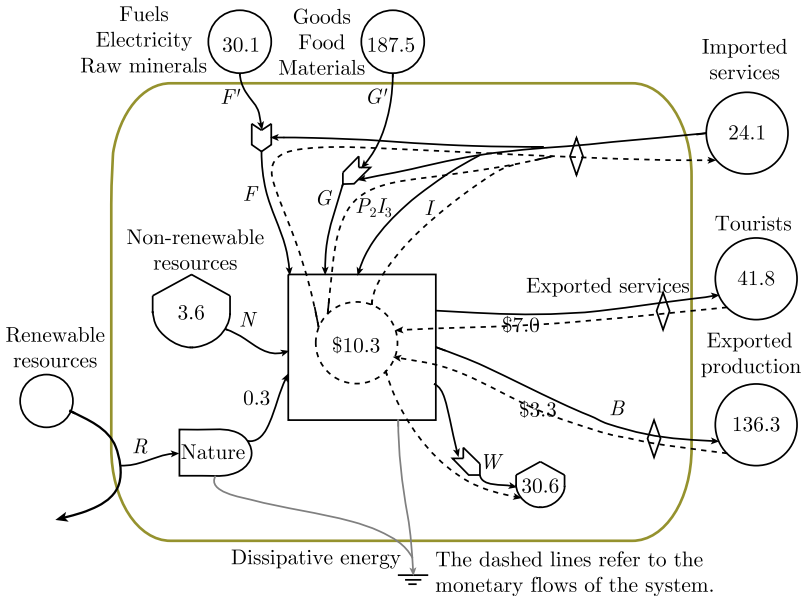 Fuels
Electricity
Raw minerals
30.1
Goods
Food
Materials
187.5
Imported
services
24.1
F'
G'
F
G
P2I3
I
Non-renewable
resources
3.6
N
Tourists
41.8
Exported services
$7.0
$10.3
Exported
production
136.3
$3.3
B
Renewable
resources
0.3
R
Nature
W
30.6
Dissipative energy
The dashed lines refer to the
monetary flows of the system.